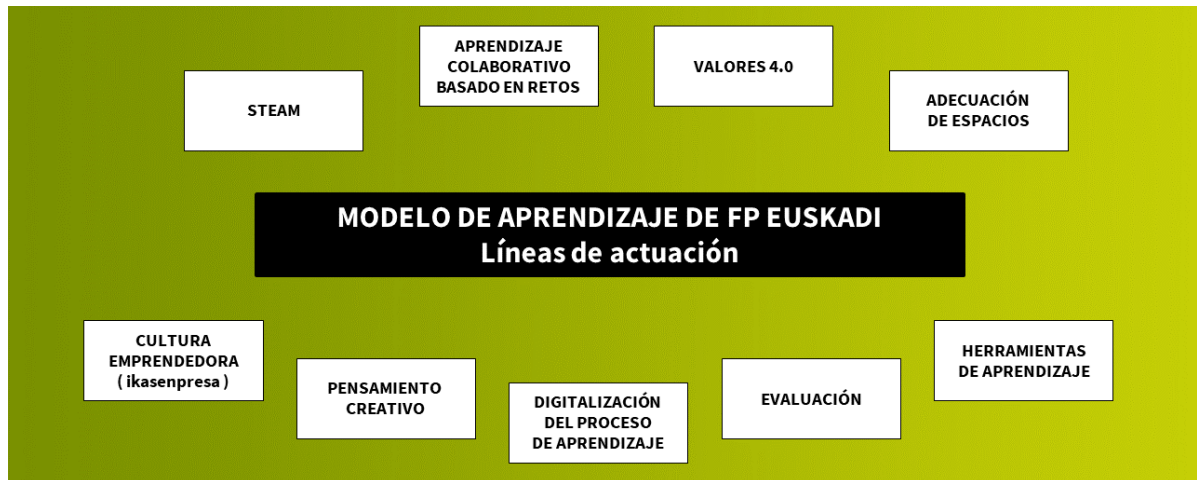 APRENDIZAJE
COLABORATIVO
BASADO EN RETOS
VALORES 4.0
STEAM
ADECUACIÓN
DE ESPACIOS
MODELO DE APRENDIZAJE DE FP EUSKADI
Líneas de actuación
CULTURA
EMPRENDEDORA
( ikasenpresa )
PENSAMIENTO
CREATIVO
DIGITALIZACIÓN
DEL PROCESO
DE APRENDIZAJE
EVALUACIÓN
HERRAMIENTAS
DE APRENDIZAJE